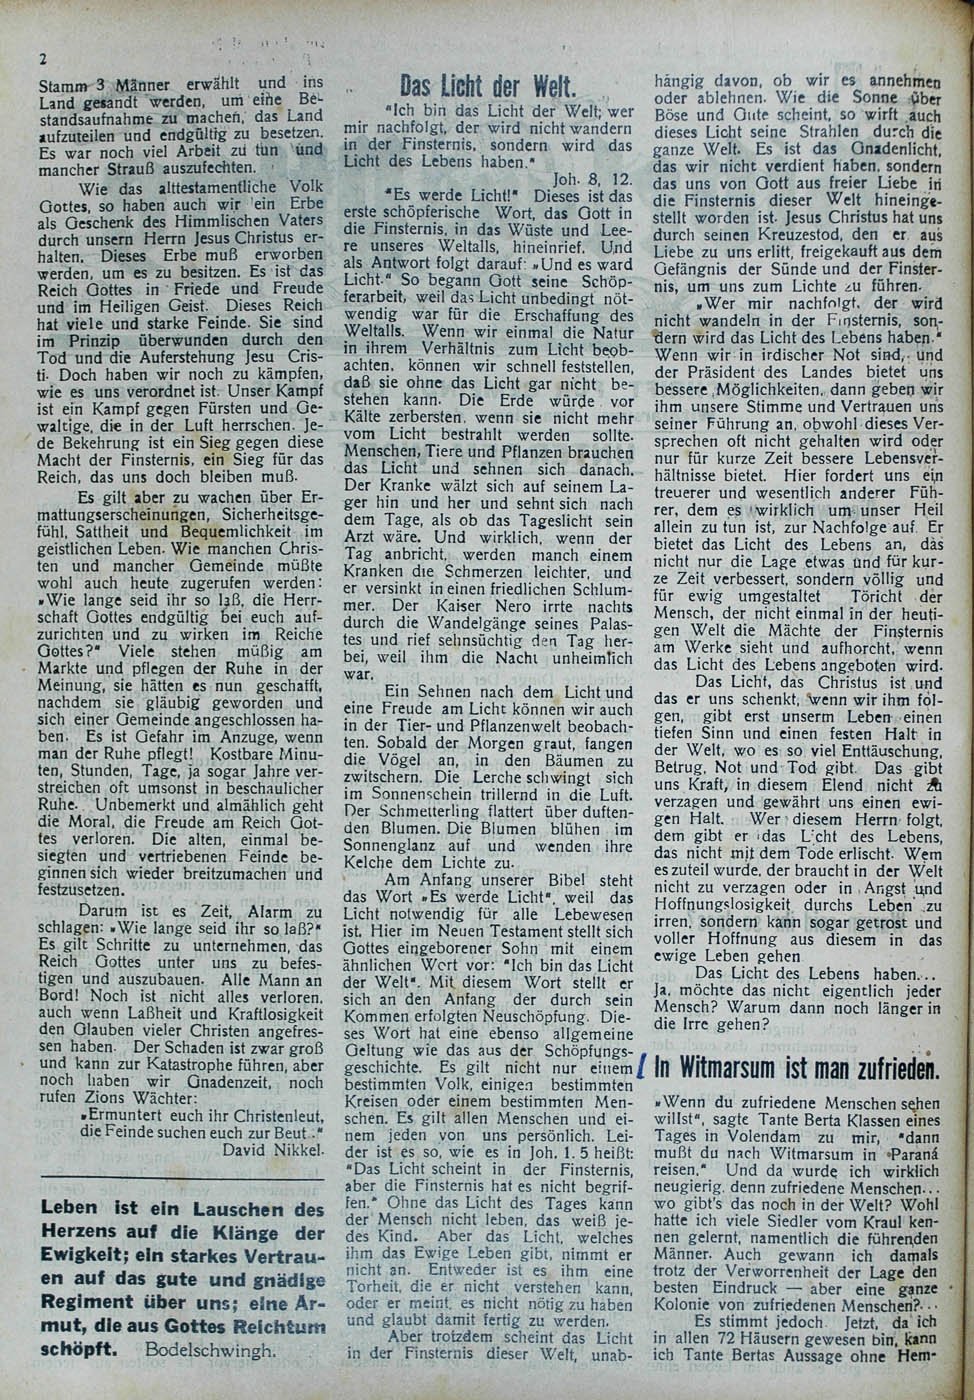 2
Stamm 3 Männer erwählt und ins
Land gesandt werden, um eine Be-
standsaufnahme zu machen, das Land
aufzuteilen und endgültig zu besetzen.
Es war noch viel Arbeit zu tun und
mancher Strauß auszufechten.
Wie das alttestamentliche Volk
Gottes, so haben auch wir ein Erbe
als Geschenk des Himmlischen Vaters
durch unsern Herrn Jesus Christus er-
halten. Dieses Erbe muß erworben
werden, um es zu besitzen. Es ist das
Reich Gottes in Friede und Freude
und im Heiligen Geist. Dieses Reich
hat viele und starke Feinde. Sie sind
im Prinzip überwunden durch den
Tod und die Auferstehung Jesu Cris-
ti. Doch haben wir noch zu kämpfen,
wie es uns verordnet ist. Unser Kampf
ist ein Kampf gegen Fürsten und Ge-
waltige, die in der Luft herrschen. Je-
de Bekehrung ist ein Sieg gegen diese
Macht der Finsternis, ein Sieg für das
Reich, das uns doch bleiben muß.
Es gilt aber zu wachen über Er-
mattungserscheinungen, Sicherheitsge-
fühl, Sattheit und Bequemlichkeit im
geistlichen Leben. Wie manchen Chris-
ten und mancher Gemeinde müßte
wohl auch heute zugerufen werden:
„Wie lange seid ihr so laß, die Herr-
schaft Gottes endgültig bei euch auf-
zurichten und zu wirken im Reiche
Gottes?" Viele stehen müßig am
Markte und pflegen der Ruhe in der
Meinung, sie hätten es nun geschafft,
nachdem sie gläubig geworden und
sich einer Gemeinde angeschlossen ha-
ben. Es ist Gefahr im Anzuge, wenn
man der Ruhe pflegt! Kostbare Minu-
ten, Stunden, Tage, ja sogar Jahre ver-
streichen oft umsonst in beschaulicher
Ruhe. Unbemerkt und almählich geht
die Moral, die Freude am Reich Got-
tes verloren. Die alten, einmal be-
siegten und vertriebenen Feinde be-
ginnen sich wieder breitzumachen und
festzusetzen.
Darum ist es Zeit, Alarm zu
schlagen: „Wie lange seid ihr so laß?"
Es gilt Schritte zu unternehmen, das
Reich Gottes unter uns zu befes-
tigen und auszubauen. Alle Mann an
Bord! Noch ist nicht alles verloren,
auch wenn Laßheit und Kraftlosigkeit
den Glauben vieler Christen angefres-
sen haben. Der Schaden ist zwar groß
und kann zur Katastrophe führen, aber
noch haben wir Gnadenzeit, noch
rufen Zions Wächter:
„Ermuntert euch ihr Christenleut,
die Feinde suchen euch zur Beut."
David Nikkel.
Leben ist ein Lauschen des
Herzens auf die Klänge der
Ewigkeit; ein starkes Vertrau-
en auf das gute und gnädige
Regiment über uns; eine Ar-
mut, die aus Gottes Reichtum
schöpft. Bodelschwingh.
Das Licht der Welt.
"Ich bin das Licht der Welt; wer
mir nachfolgt, der wird nicht wandern
in der Finsternis, sondern wird das
Licht des Lebens haben."
Joh. 8, 12.
"Es werde Licht!" Dieses ist das
erste schöpferische Wort, das Gott in
die Finsternis, in das Wüste und Lee-
re unseres Weltalls, hineinrief. Und
als Antwort folgt darauf: „Und es ward
Licht." So begann Gott seine Schöp-
ferarbeit, weil das Licht unbedingt nöt-
wendig war für die Erschaffung des
Weltalls. Wenn wir einmal die Natur
in ihrem Verhältnis zum Licht beob-
achten, können wir schnell feststellen,
daß sie ohne das Licht gar nicht be-
stehen kann. Die Erde würde vor
Kälte zerbersten, wenn sie nicht mehr
vom Licht bestrahlt werden sollte.
Menschen, Tiere und Pflanzen brauchen
das Licht und sehnen sich danach.
Der Kranke wälzt sich auf seinem La-
ger hin und her und sehnt sich nach
dem Tage, als ob das Tageslicht sein
Arzt wäre. Und wirklich, wenn der
Tag anbricht, werden manch einem
Kranken die Schmerzen leichter, und
er versinkt in einen friedlichen Schlum-
mer. Der Kaiser Nero irrte nachts
durch die Wandelgänge seines Palas-
tes und rief sehnsüchtig den Tag her-
bei, weil ihm die Nacht unheimlich
war.
Ein Sehnen nach dem Licht und
eine Freude am Licht können wir auch
in der Tier- und Pflanzenwelt beobach-
ten. Sobald der Morgen graut, fangen
die Vögel an, in den Bäumen zu
zwitschern. Die Lerche schwingt sich
im Sonnenschein trillernd in die Luft.
Der Schmetterling flattert über duften-
den Blumen. Die Blumen blühen im
Sonnenglanz auf und wenden ihre
Kelche dem Lichte zu.
Am Anfang unserer Bibel steht
das Wort „Es werde Licht", weil das
Licht notwendig für alle Lebewesen
ist. Hier im Neuen Testament stellt sich
Gottes eingeborener Sohn mit einem
ähnlichen Wort vor: "Ich bin das Licht
der Welt". Mit diesem Wort stellt er
sich an den Anfang der durch sein
Kommen erfolgten Neuschöpfung. Die-
ses Wort hat eine ebenso allgemeine
Geltung wie das aus der Schöpfungs-
geschichte. Es gilt nicht nur einem
bestimmten Volk, einigen bestimmten
Kreisen oder einem bestimmten Men-
schen. Es gilt allen Menschen und ei-
nem jeden von uns persönlich. Lei-
der ist es so, wie es in Joh. 1. 5 heißt:
"Das Licht scheint in der Finsternis,
aber die Finsternis hat es nicht begrif-
fen." Ohne das Licht des Tages kann
der Mensch nicht leben, das weiß je-
des Kind. Aber das Licht, welches
ihm das Ewige Leben gibt, nimmt er
nicht an. Entweder ist es ihm eine
Torheit, die er nicht verstehen kann,
oder er meint, es nicht nötig zu haben
und glaubt damit fertig zu werden.
Aber trotzdem scheint das Licht
in der Finsternis dieser Welt, unab-
hängig davon, ob wir es annehmen
oder ablehnen. Wie die Sonne über
Böse und Gute scheint, so wirft auch
dieses Licht seine Strahlen durch die
ganze Welt. Es ist das Gnadenlicht,
das wir nicht verdient haben, sondern
das uns von Gott aus freier Liebe in
die Finsternis dieser Welt hineinge-
stellt worden ist. Jesus Christus hat uns
durch seinen Kreuzestod, den er aus
Liebe zu uns erlitt, freigekauft aus dem
Gefängnis der Sünde und der Finster-
nis, um uns zum Lichte zu führen.
„Wer mir nachfolgt, der wird
nicht wandeln in der Finsternis, son-
dern wird das Licht des Lebens haben."
Wenn wir in irdischer Not sind, und
der Präsident des Landes bietet uns
bessere Möglichkeiten, dann geben wir
ihm unsere Stimme und Vertrauen uns
seiner Führung an, obwohl dieses Ver-
sprechen oft nicht gehalten wird oder
nur für kurze Zeit bessere Lebensver-
hältnisse bietet. Hier fordert uns ein
treuerer und wesentlich anderer Füh-
rer, dem es wirklich um unser Heil
allein zu tun ist, zur Nachfolge auf. Er
bietet das Licht des Lebens an, das
nicht nur die Lage etwas und für kur-
ze Zeit verbessert, sondern völlig und
für ewig umgestaltet Töricht der
Mensch, der nicht einmal in der heuti-
gen Welt die Mächte der Finsternis
am Werke sieht und aufhorcht, wenn
das Licht des Lebens angeboten wird.
Das Licht, das Christus ist und
das er uns schenkt, wenn wir ihm fol-
gen, gibt erst unserm Leben einen
tiefen Sinn und einen festen Halt in
der Welt, wo es so viel Enttäuschung,
Betrug, Not und Tod gibt. Das gibt
uns Kraft, in diesem Elend nicht zu
verzagen und gewährt uns einen ewi-
gen Halt. Wer diesem Herrn folgt,
dem gibt er das Licht des Lebens,
das nicht mit dem Tode erlischt. Wem
es zuteil wurde, der braucht in der Welt
nicht zu verzagen oder in Angst und
Hoffnungslosigkeit durchs Leben zu
irren, sondern kann sogar getrost und
voller Hoffnung aus diesem in das
ewige Leben gehen
Das Licht des Lebens haben...
Ja, möchte das nicht eigentlich jeder
Mensch? Warum dann noch länger in
die Irre gehen?
In Witmarsum ist man zufrieden.
„Wenn du zufriedene Menschen sehen
willst", sagte Tante Berta Klassen eines
Tages in Volendam zu mir, "dann
mußt du nach Witmarsum in Paraná
reisen." Und da wurde ich wirklich
neugierig, denn zufriedene Menschen...
wo gibt's das noch in der Welt? Wohl
hatte ich viele Siedler vom Kraul ken-
nen gelernt, namentlich die führenden
Männer. Auch gewann ich damals
trotz der Verworrenheit der Lage den
besten Eindruck — aber eine ganze
Kolonie von zufriedenen Menschen?...
Es stimmt jedoch. Jetzt, da ich
in allen 72 Häusern gewesen bin, kann
ich Tante Bertas Aussage ohne Hem-